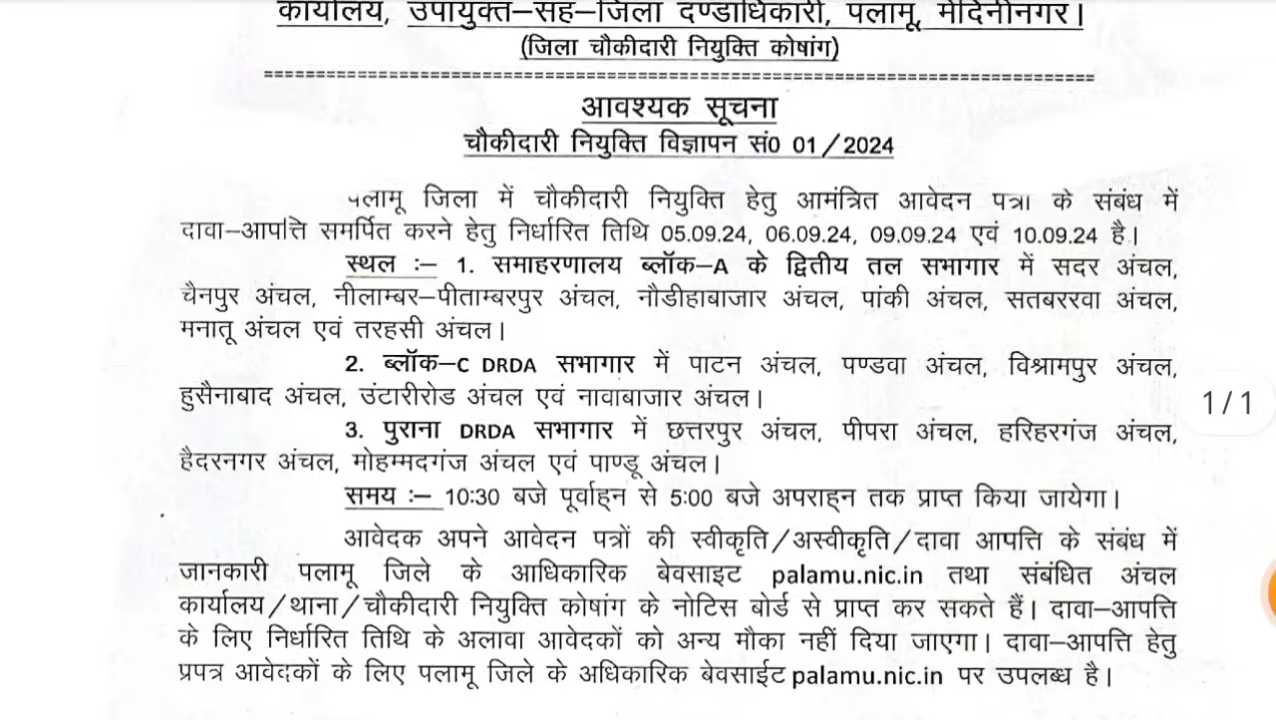 कार्यालय, उपायुक्त–सह–जिला दण्डाधिकारी, पलामू, मेदिनीनगर।
(जिला चौकीदारी नियुक्ति कोषांग)
आवश्यक सूचना
चौकीदारी नियुक्ति विज्ञापन सं0 01/2024
पलामू जिला में चौकीदारी नियुक्ति हेतु आमंत्रित आवेदन पत्रा के संबंध में
दावा–आपत्ति समर्पित करने हेतु निर्धारित तिथि 05.09.24, 06.09.24, 09.09.24 एवं 10.09.24 है।
स्थल :– 1. समाहरणालय ब्लॉक–A के द्वितीय तल सभागार में सदर अंचल,
चैनपुर अंचल, नीलाम्बर–पीताम्बरपुर अंचल, नौडीहाबाजार अंचल, पांकी अंचल, सतबररवा अंचल,
मनातू अंचल एवं तरहसी अंचल।
2. ब्लॉक–C DRDA सभागार में पाटन अंचल, पण्डवा अंचल, विश्रामपुर अंचल,
हुसैनाबाद अंचल, उंटारीरोड अंचल एवं नावाबाजार अंचल।
1/1
3. पुराना DRDA सभागार में छत्तरपुर अंचल, पीपरा अंचल, हरिहरगंज अंचल,
हैदरनगर अंचल, मोहम्मदगंज अंचल एवं पाण्डू अंचल।
समय :– 10:30 बजे पूर्वाह्न से 5:00 बजे अपराह्न तक प्राप्त किया जायेगा।
आवेदक अपने आवेदन पत्रों की स्वीकृति/अस्वीकृति/दावा आपत्ति के संबंध में
जानकारी पलामू जिले के आधिकारिक बेवसाइट palamu.nic.in तथा संबंधित अंचल
कार्यालय/थाना/चौकीदारी नियुक्ति कोषांग के नोटिस बोर्ड से प्राप्त कर सकते हैं। दावा–आपत्ति
के लिए निर्धारित तिथि के अलावा आवेदकों को अन्य मौका नहीं दिया जाएगा। दावा–आपत्ति हेतु
प्रपत्र आवेदकों के लिए पलामू जिले के अधिकारिक बेवसाईट palamu.nic.in पर उपलब्ध है।